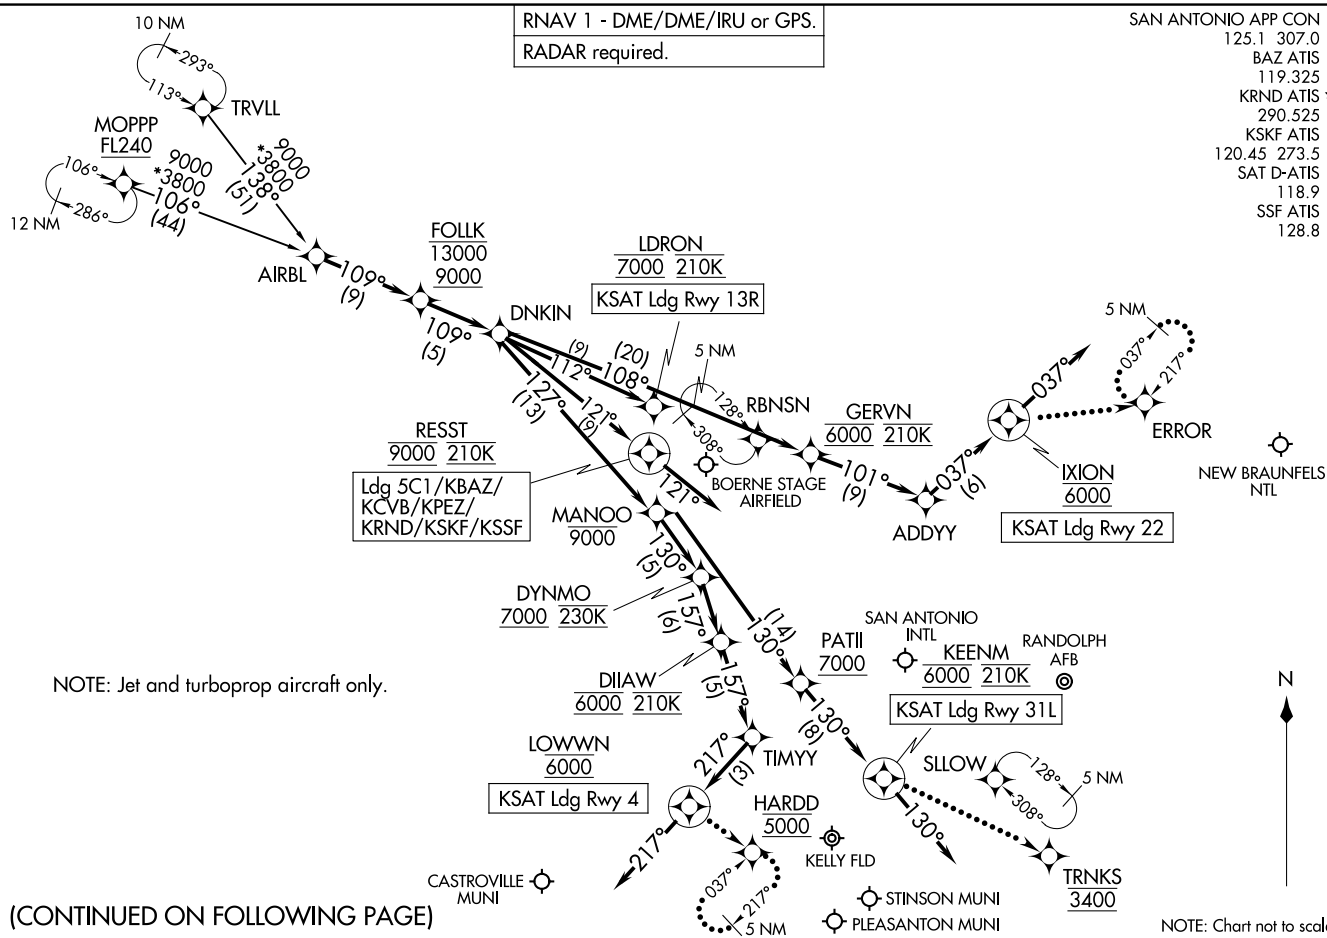 RNAV 1 - DME/DME/IRU or GPS.
RADAR required.
SAN ANTONIO APP CON
125.1 307.0
BAZ ATIS
119.325
KRND ATIS
290.525
KSKF ATIS
120.45 273.5
SAT D-ATIS
118.9
SSF ATIS
128.8
10 NM
293°
113°
TRVLL
MOPPP
FL240
106°
286°
12 NM
9000
*3800
106°
(44)
9000
*3800
138°
(51)
AIRBL
109°
(9)
FOLLK
13000
9000
109°
(5)
DNKIN
LDRON
7000 210K
KSAT Ldg Rwy 13R
(9)
112°
(20)
108°
5 NM
128°
308°
RBNSN
127°
(13)
121°
(9)
RESST
9000 210K
Ldg 5C1/KBAZ/
KCVB/KPEZ/
KRND/KSKF/KSSF
121°
BOERNE STAGE
AIRFIELD
GERVN
6000 210K
101°
(9)
ADDYY
037°
(6)
037°
IXION
6000
KSAT Ldg Rwy 22
5 NM
037°
217°
ERROR
NEW BRAUNFELS
NTL
MANOO
9000
130°
(5)
DYNMO
7000 230K
157°
(6)
(14)
130°
PATII
7000
SAN ANTONIO
INTL
KEENM
6000 210K
KSAT Ldg Rwy 31L
RANDOLPH
AFB
N
NOTE: Jet and turboprop aircraft only.
DIIAW
6000 210K
157°
(5)
130°
(8)
TIMYY
LOWWN
6000
KSAT Ldg Rwy 4
217°
(3)
217°
HARDD
5000
KELLY FLD
SLLOW
128°
308°
5 NM
130°
TRNKS
3400
CASTROVILLE
MUNI
037°
217°
5 NM
STINSON MUNI
PLEASANTON MUNI
(CONTINUED ON FOLLOWING PAGE)
NOTE: Chart not to scale